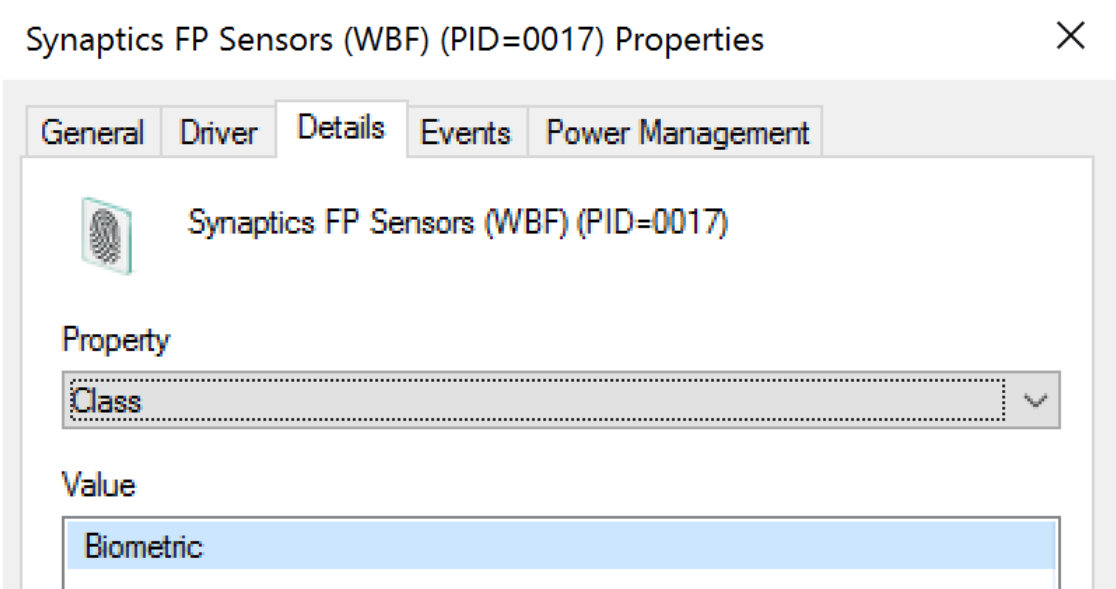 Synaptics FP Sensors (WBF) (PID=0017) Properties
General Driver Details Events Power Management
Synaptics FP Sensors (WBF) (PID=0017)
Property
Class
Value
Biometric